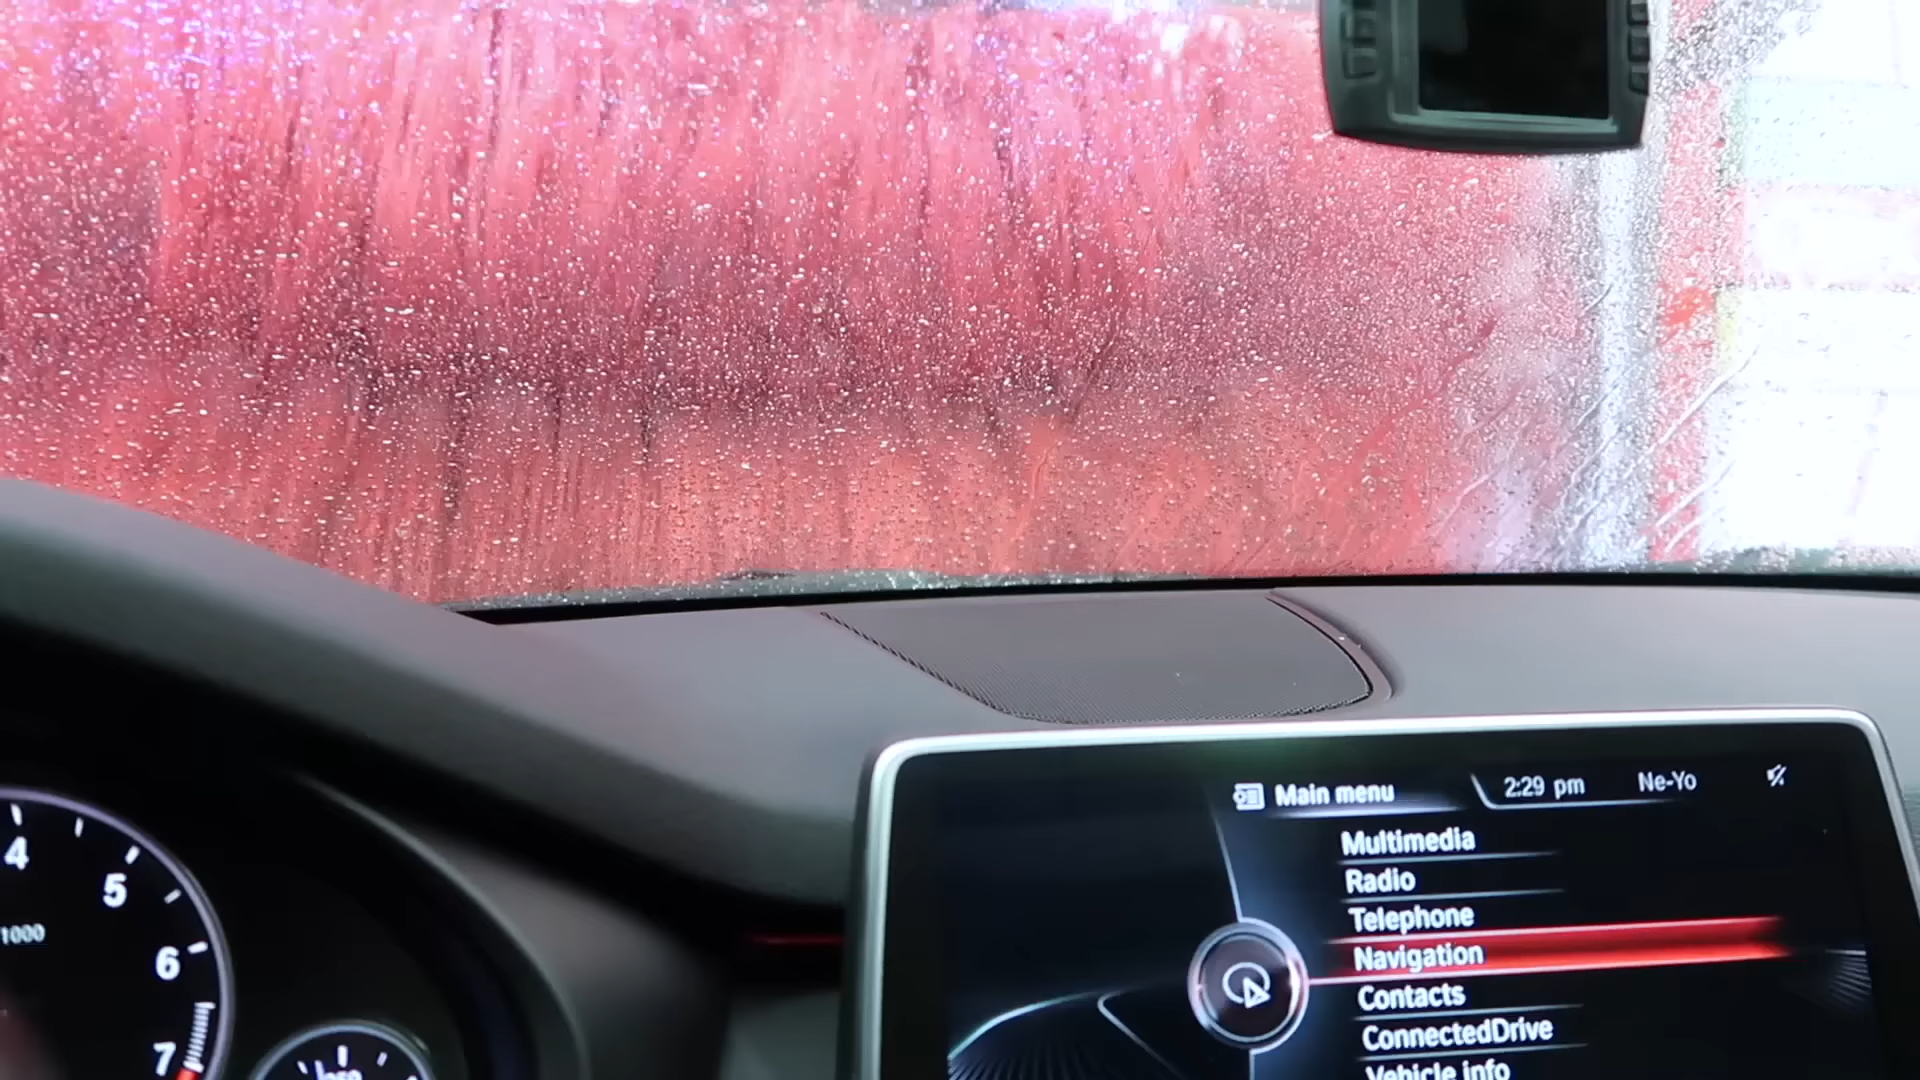 Main menu
2:29 pm
Ne-Yo
Multimedia
Radio
Telephone
Navigation
Contacts
ConnectedDrive
Vehicle info
4
5
1000
6
7